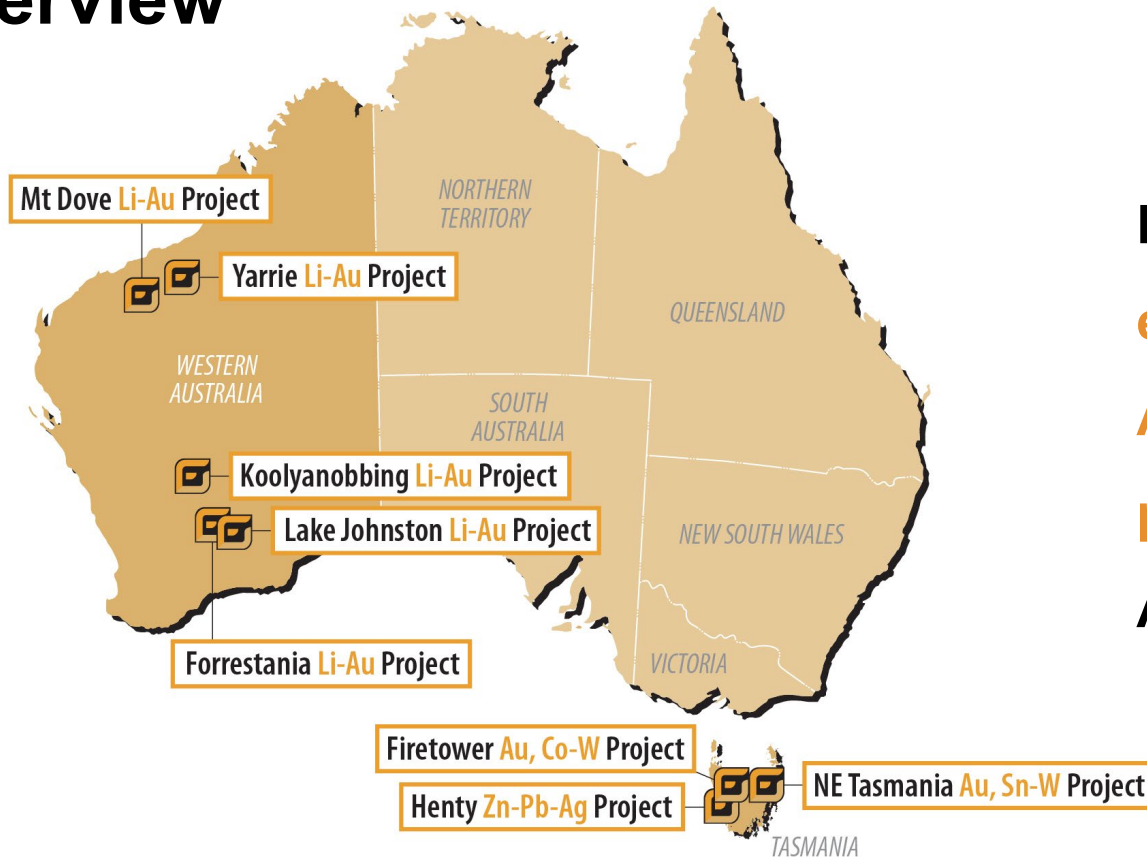 erview
Mt Dove Li-Au Project
Yarrie Li-Au Project
NORTHERN
TERRITORY
QUEENSLAND
WESTERN
AUSTRALIA
SOUTH
AUSTRALIA
Koolyanobbing Li-Au Project
Lake Johnston Li-Au Project
NEW SOUTH WALES
Forrestania Li-Au Project
VICTORIA
Firetower Au, Co-W Project
NE Tasmania Au, Sn-W Project
Henty Zn-Pb-Ag Project
TASMANIA